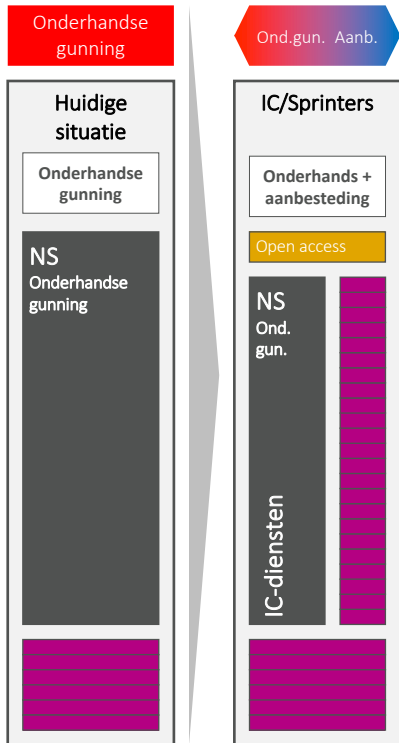 Onderhandse
gunning
Huidige
situatie
Onderhandse
gunning
NS
Onderhandse
gunning
Ond.gun. Aanb.
IC/Sprinters
Onderhands +
aanbesteding
Open access
NS
Ond.
gun.
IC-diensten